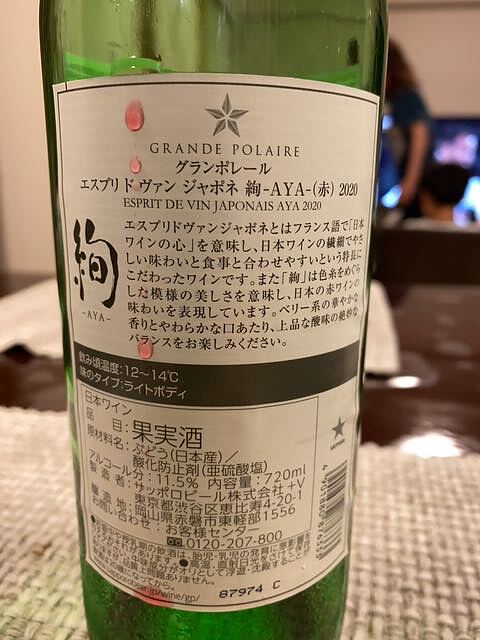 GRANDE POLAIRE
グランポレール
エスプリ ド ヴァン ジャポネ 絢-AYA-(赤) 2020
ESPRIT DE VIN JAPONAIS AYA 2020
絢
-AYA-
エスプリドヴァンジャポネとはフランス語で「日本
ワインの心」を意味し、日本ワインの繊細でやさ
しい味わいと食事と合わせやすいという特長に
こだわったワインです。また「絢」は色糸をめぐら
した模様の美しさを意味し、日本の赤ワインの
味わいを表現しています。ベリー系の華やかな
香りとやわらかな口あたり、上品な酸味の絶妙な
バランスをお楽しみください。
飲み頃温度:12~14℃
味のタイプ:ライトボディ
日本ワイン
品 目:果実酒
原材料名:ぶどう(日本産)/
酸化防止剤(亜硫酸塩)
アルコール分:11.5% 内容量:720ml
製造者:サッポロビール株式会社+V
東京都渋谷区恵比寿4-20-1
製造地:岡山県赤磐市東軽部1556
お問い合わせ:お客様センター
0120-207-800
87974 C